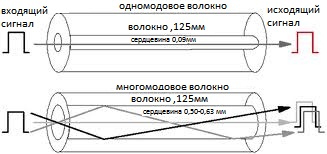 одномодовое волокно
входящий
сигнал
исходящий
сигнал
волокно ,125мм
сердцевина 0,09мм
многомодовое волокно
волокно ,125мм
сердцевина 0,50-0,63 мм